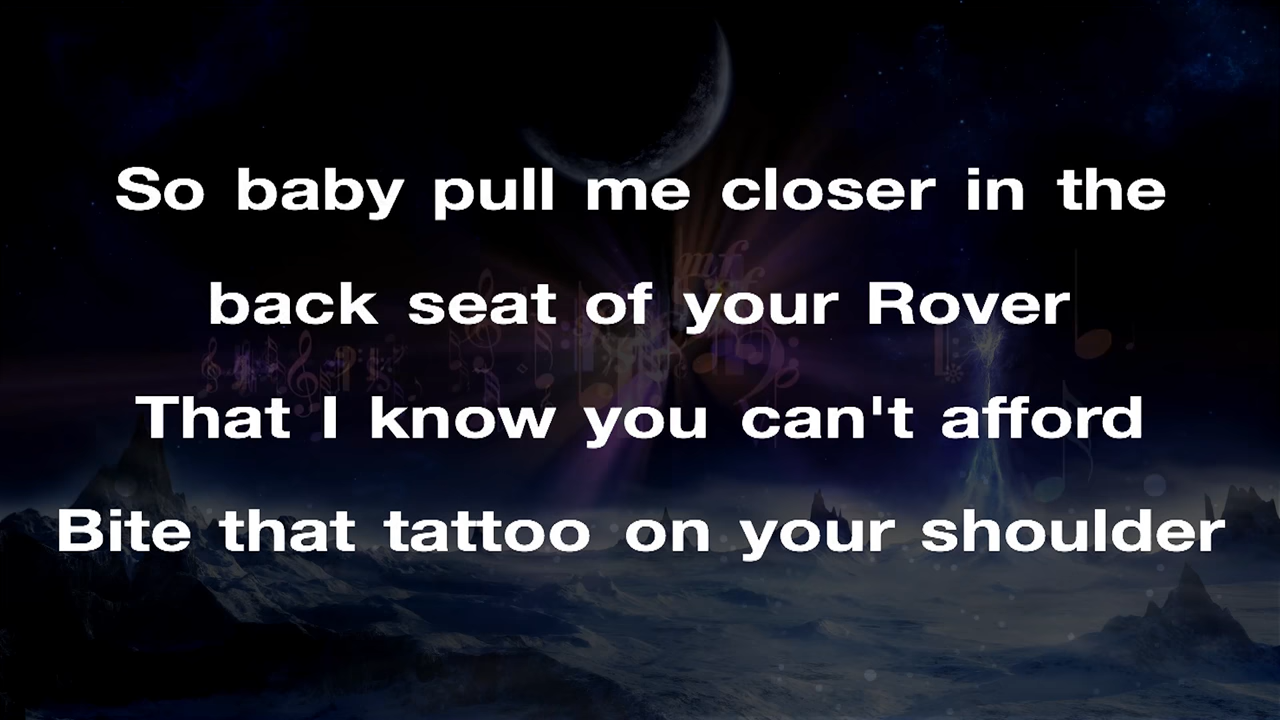 So baby pull me closer in the
back seat of your Rover
That I know you can't afford
Bite that tattoo on your shoulder